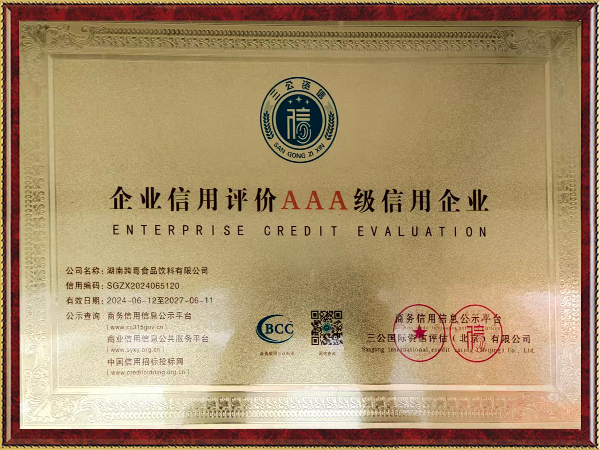 三公资信
信
SAN GONG ZI XIN
企业信用评价AAA级信用企业
ENTERPRISE CREDIT EVALUATION
公司名称: 湖南跨粤食品饮料有限公司
信用编码: SGZX2024065120
有效日期: 2024-06-12至2027-06-11
公示查询: 商务信用信息公示平台
商业信用信息公共服务平台
中国信用招标投标网
BCC
商务信用信息公示平台
三公国际资信评估（北京）有限公司